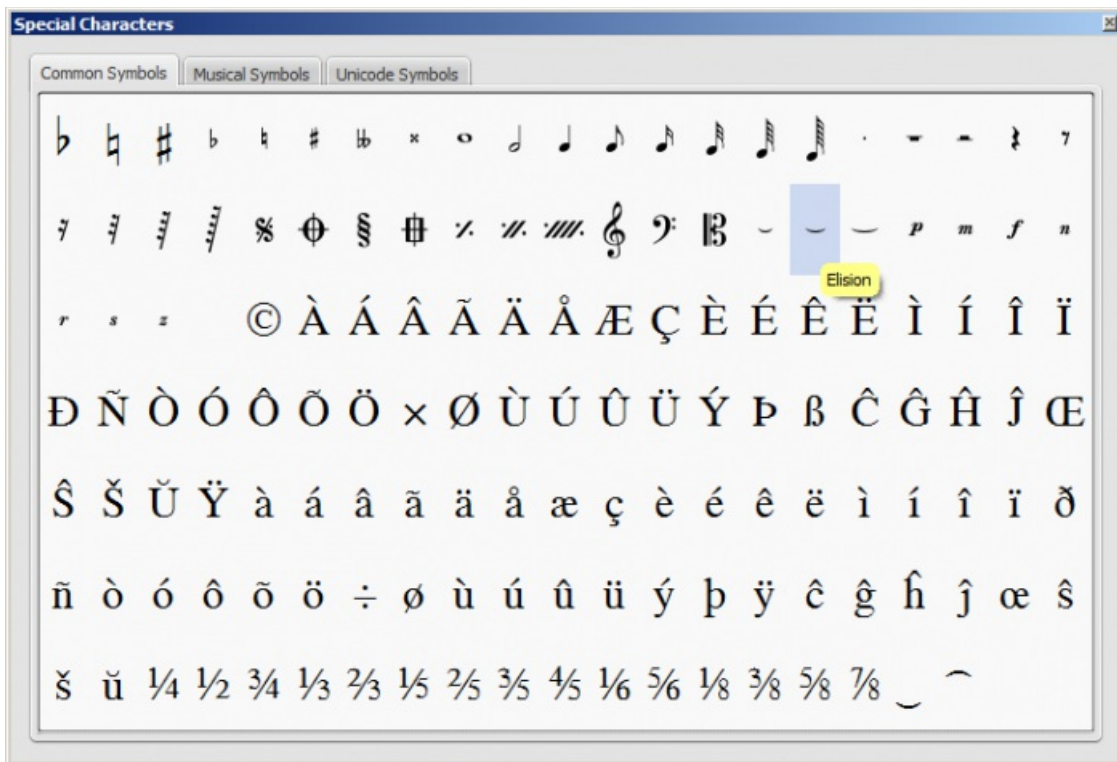 Special Characters
Common Symbols Musical Symbols Unicode Symbols
♭ ♮ ♯ ♭ ♮ ♯ 𝄫 𝄪 𝅝 𝅗𝅥 ♩ ♪ 𝅘𝅥𝅯 𝅘𝅥𝅰 𝅘𝅥𝅱 𝅘𝅥𝅲 · 𝄻 𝄼 𝄽 𝄾
𝄿 𝅀 𝅁 𝅂 𝄋 𝄌 § 𝄎 𝄞 𝄢 𝄡 ‿ ‿ ‿ p m f n
Elision
r s z © À Á Â Ã Ä Å Æ Ç È É Ê Ë Ì Í Î Ï
Ð Ñ Ò Ó Ô Õ Ö × Ø Ù Ú Û Ü Ý Þ ß Ĉ Ĝ Ĥ Ĵ Œ
Ŝ Š Ŭ Ÿ à á â ã ä å æ ç è é ê ë ì í î ï ð
ñ ò ó ô õ ö ÷ ø ù ú û ü ý þ ÿ ĉ ĝ ĥ ĵ œ ŝ
š ŭ ¼ ½ ¾ ⅓ ⅔ ⅕ ⅖ ⅗ ⅘ ⅙ ⅚ ⅛ ⅜ ⅝ ⅞ ‿ ⁀